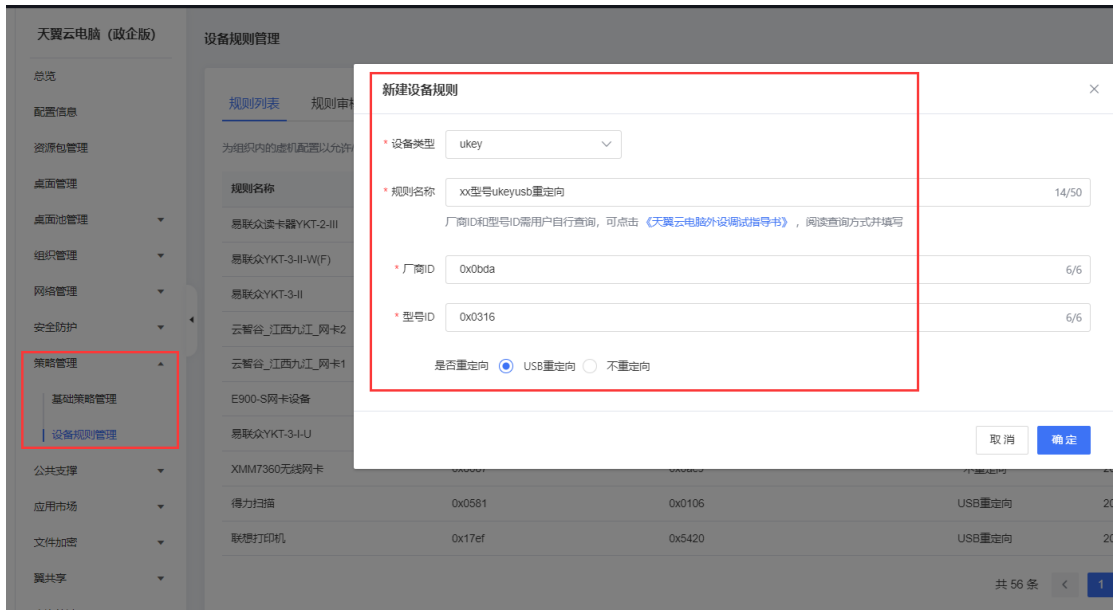 天翼云电脑（政企版）
总览
配置信息
资源包管理
桌面管理
桌面池管理
组织管理
网络管理
安全防护
策略管理
基础策略管理
设备规则管理
公共支撑
应用市场
文件加密
翼共享
设备规则管理
规则列表 规则审
为组织内的虚机配置以允许
规则名称
易联众读卡器YKT-2-III
易联众YKT-3-II-W(F)
易联众YKT-3-II
云智谷_江西九江_网卡2
云智谷_江西九江_网卡1
E900-S网卡设备
易联众YKT-3-I-U
XMM7360无线网卡
得力扫描 0x0581 0x0106 USB重定向 20
联想打印机 0x17ef 0x5420 USB重定向 20
共 56 条 < 1
新建设备规则
* 设备类型 ukey
* 规则名称 xx型号ukeyusb重定向 14/50
厂商ID和型号ID需用户自行查询，可点击 《天翼云电脑外设调试指导书》 ，阅读查询方式并填写
* 厂商ID 0x0bda 6/6
* 型号ID 0x0316 6/6
是否重定向 USB重定向 不重定向
取消 确定